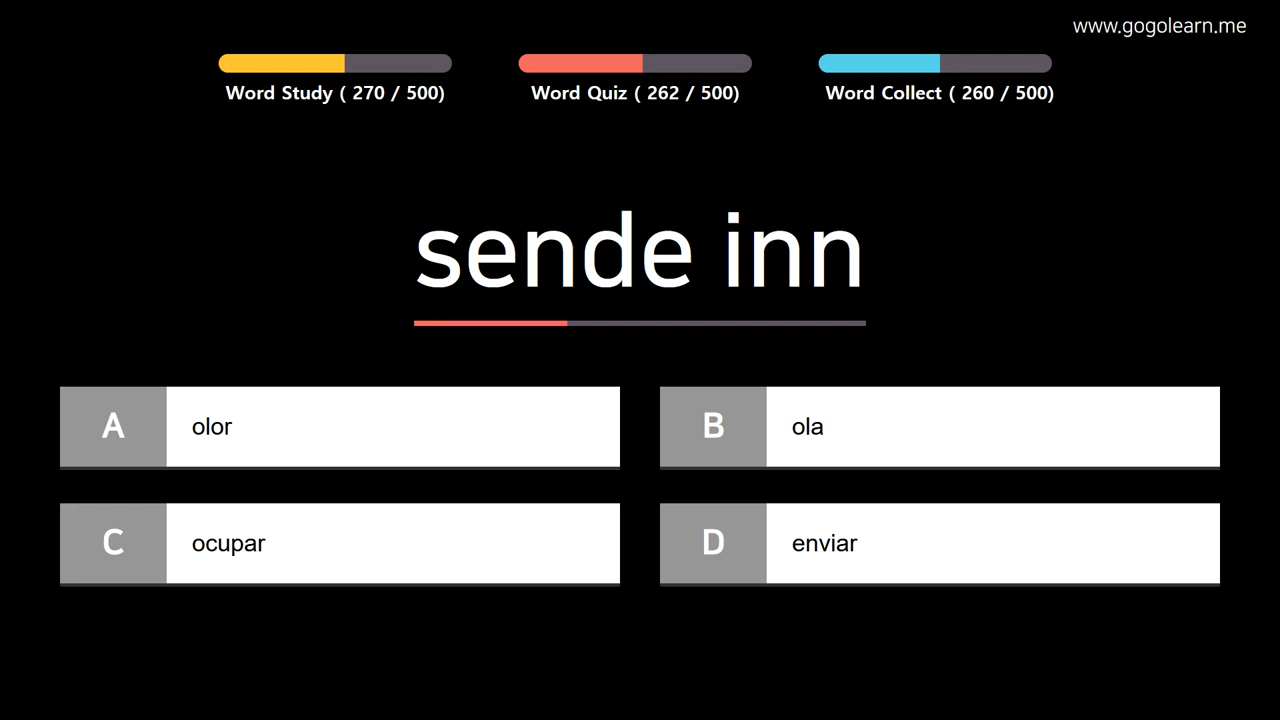 www.gogolearn.me
Word Study ( 270 / 500)
Word Quiz ( 262 / 500)
Word Collect ( 260 / 500)
sende inn
A
olor
B
ola
C
ocupar
D
enviar